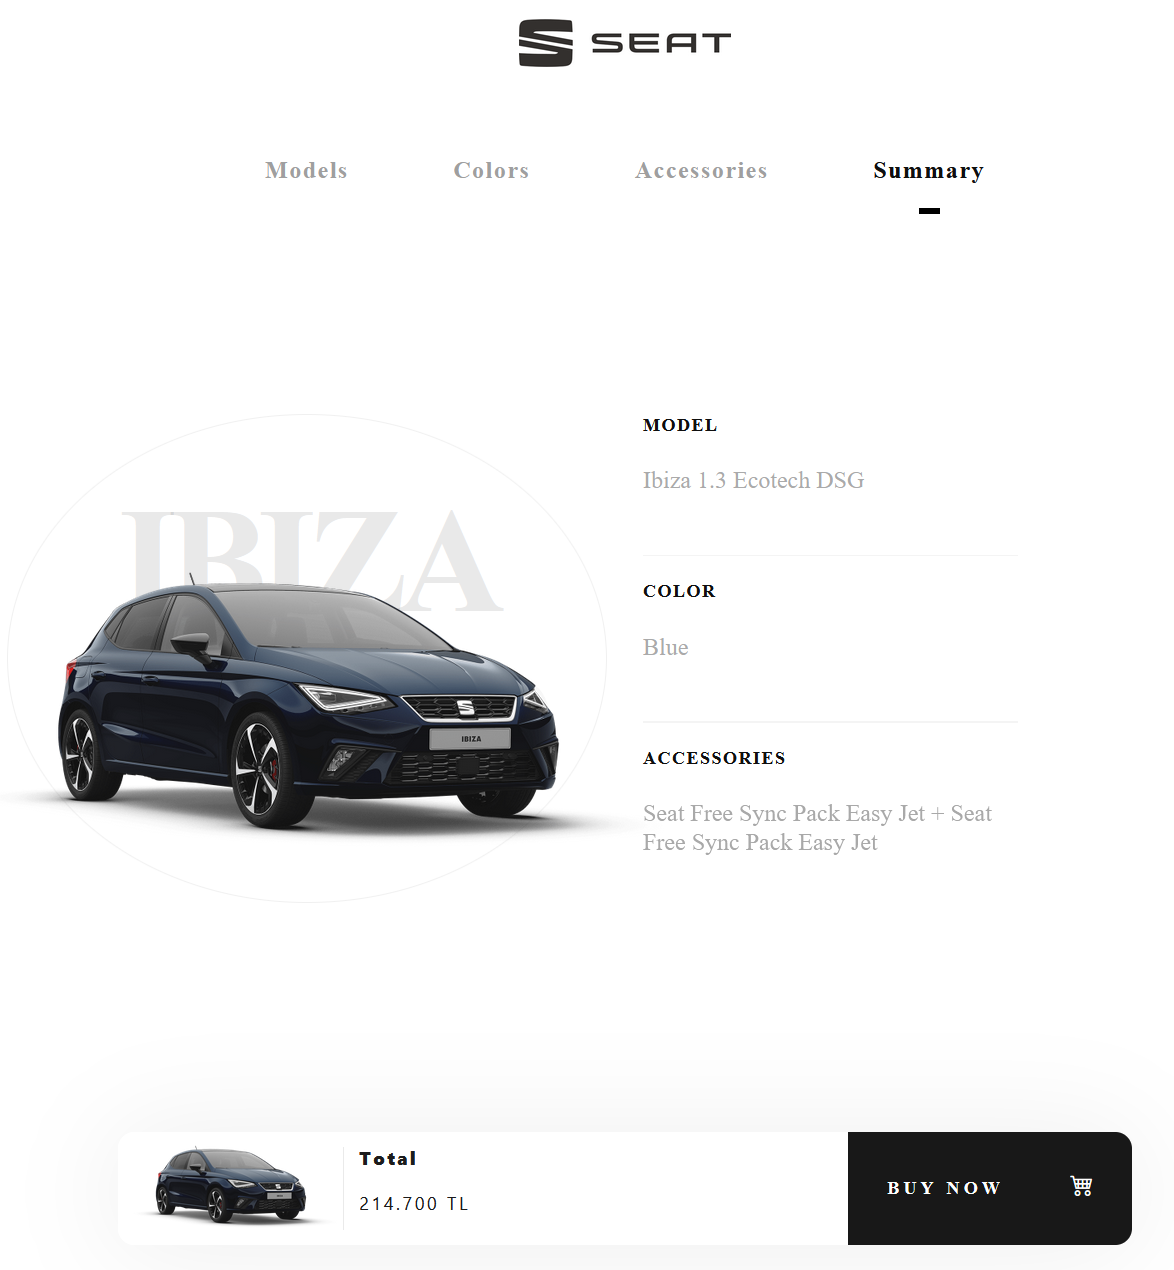 SEAT
Models Colors Accessories Summary
MODEL
Ibiza 1.3 Ecotech DSG
COLOR
Blue
ACCESSORIES
Seat Free Sync Pack Easy Jet + Seat
Free Sync Pack Easy Jet
IBIZA
IBIZA
Total
214.700 TL
BUY NOW